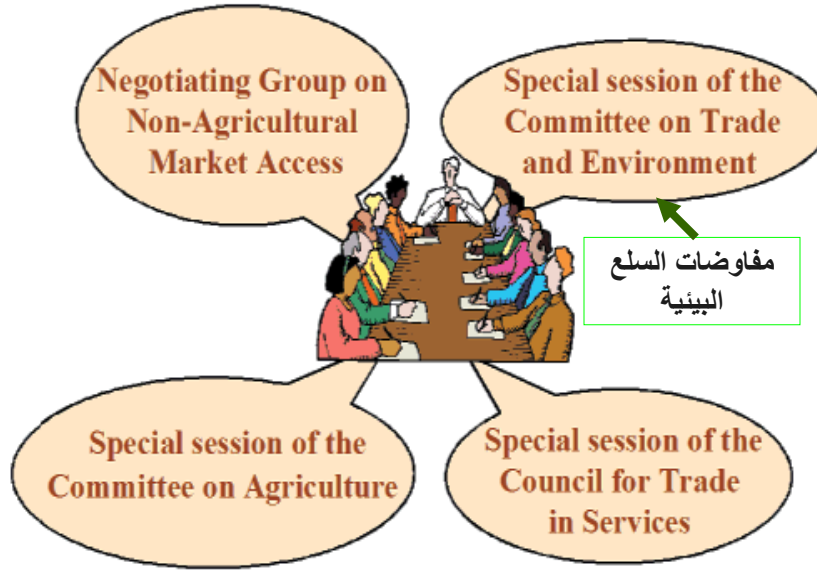 Negotiating Group on
Non-Agricultural
Market Access
Special session of the
Committee on Trade
and Environment
مفاوضات السلع
البيئية
Special session of the
Committee on Agriculture
Special session of the
Council for Trade
in Services